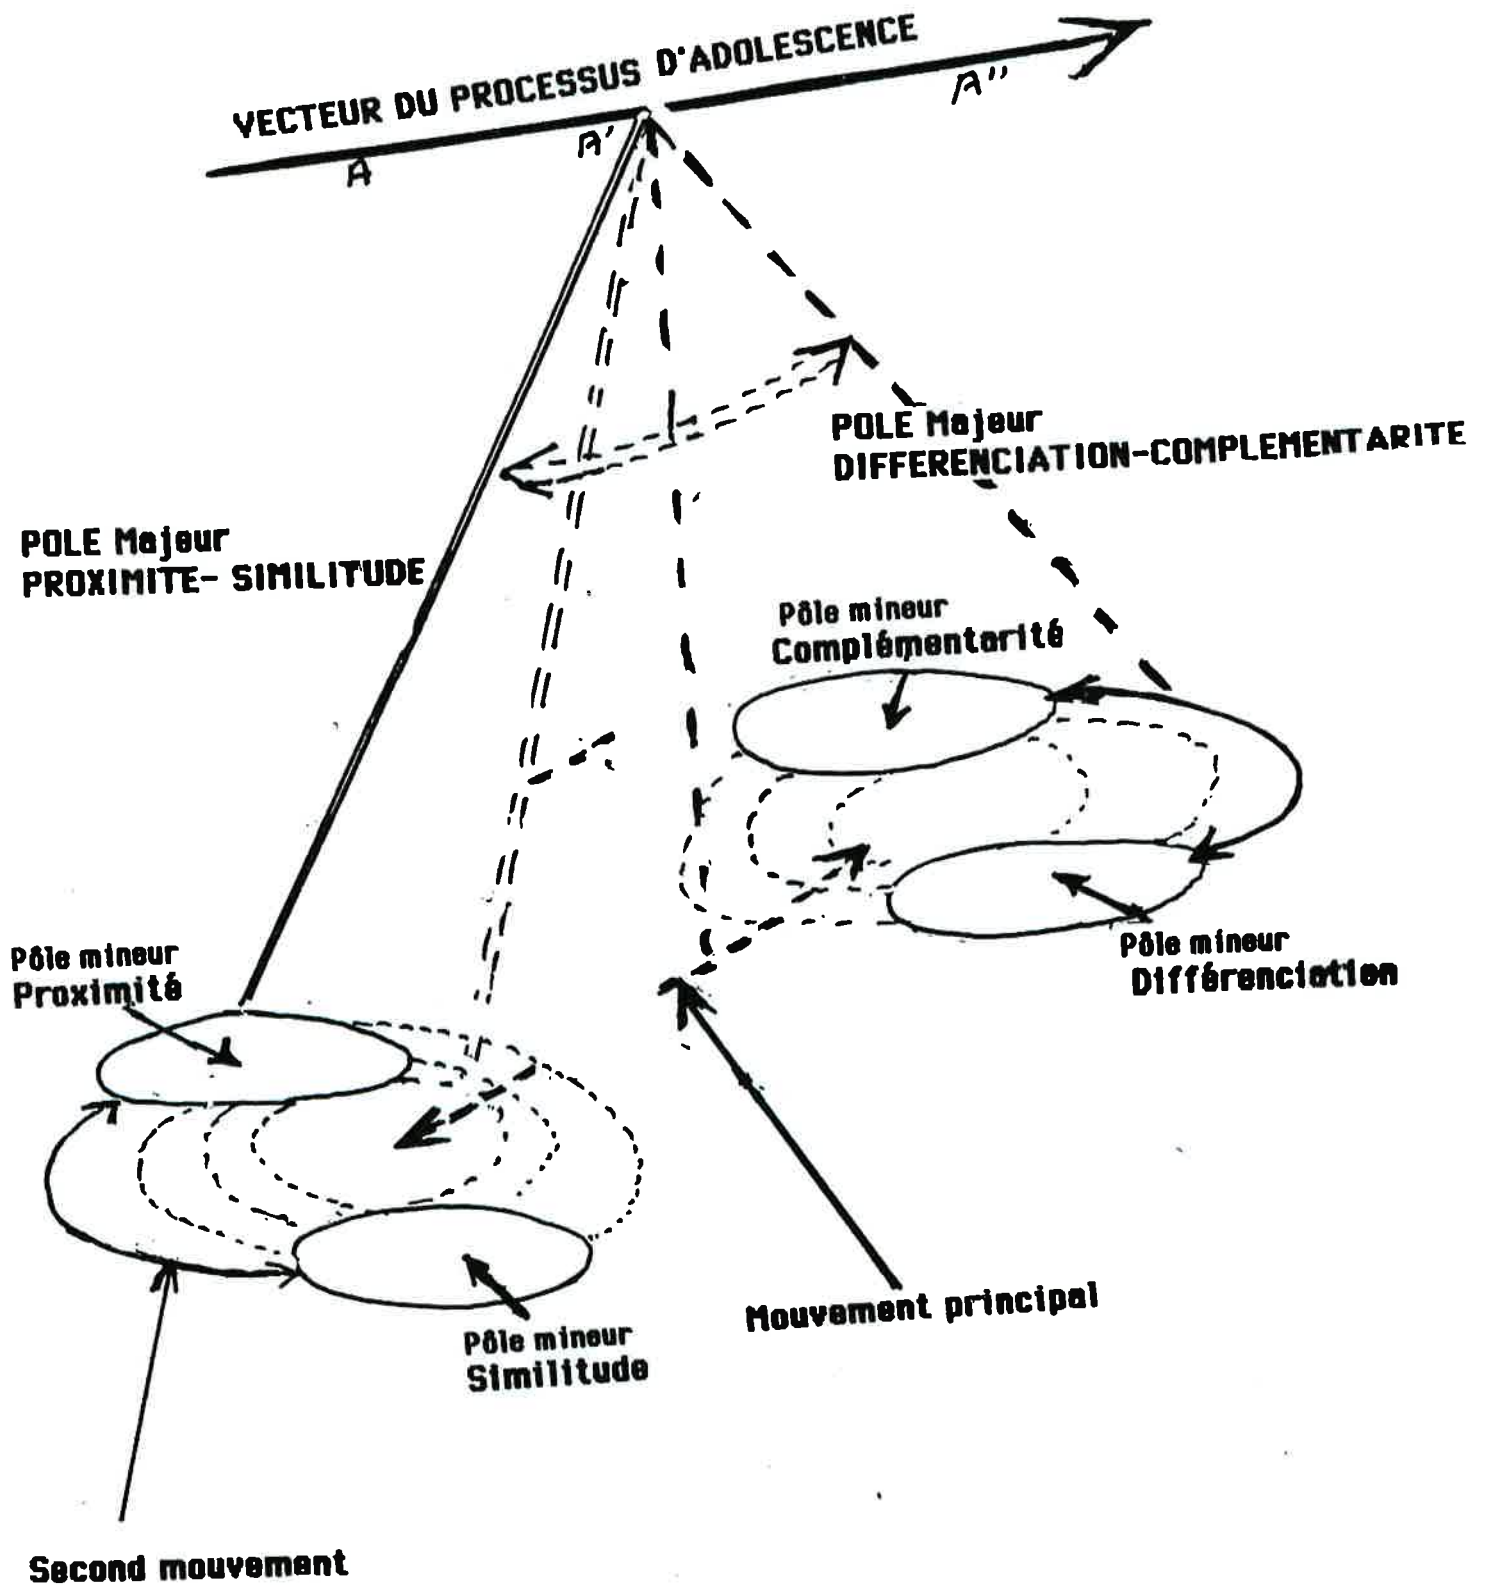 VECTEUR DU PROCESSUS D'ADOLESCENCE
A
A'
A"
POLE Majeur
DIFFERENCIATION-COMPLEMENTARITE
POLE Majeur
PROXIMITE- SIMILITUDE
Pôle mineur
Complémentarité
Pôle mineur
Différenciation
Pôle mineur
Proximité
Mouvement principal
Pôle mineur
Similitude
Second mouvement